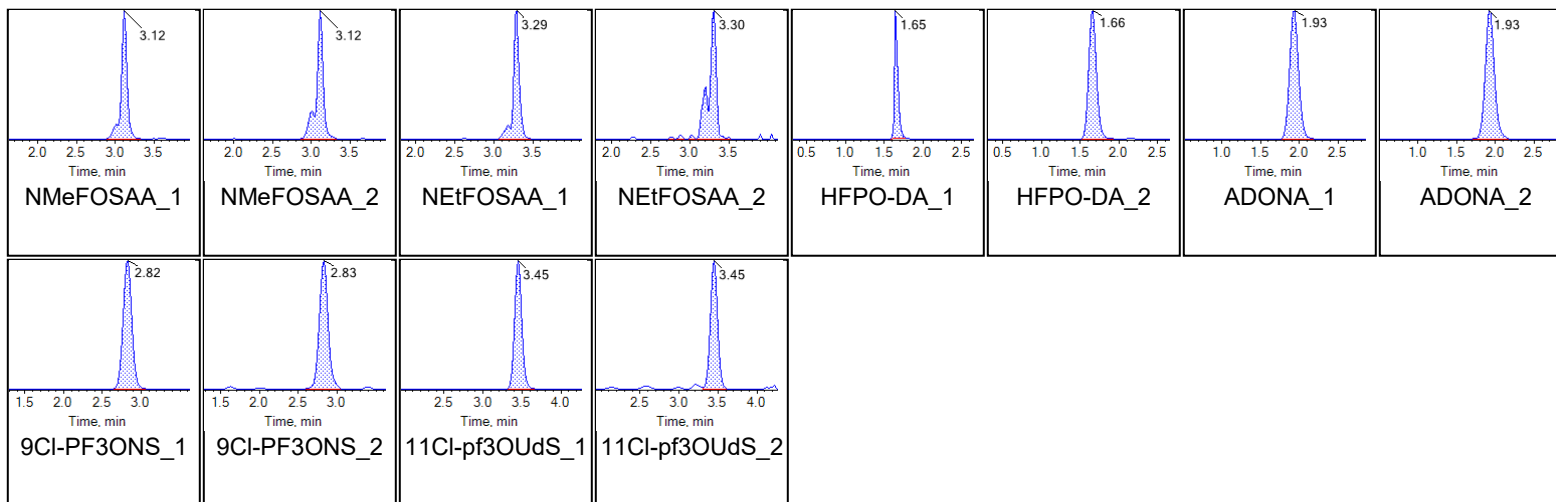 3.12 3.12 3.29 3.30 1.65 1.66 1.93 1.93
2.0 2.5 3.0 3.5 2.0 2.5 3.0 3.5 2.5 3.0 3.5 4.0 2.5 3.0 3.5 4.0 0.5 1.0 1.5 2.0 2.5 0.5 1.0 1.5 2.0 2.5 1.0 1.5 2.0 2.5 1.0 1.5 2.0 2.5
Time, min Time, min Time, min Time, min Time, min Time, min Time, min Time, min
NMeFOSAA_1 NMeFOSAA_2 NEtFOSAA_1 NEtFOSAA_2 HFPO-DA_1 HFPO-DA_2 ADONA_1 ADONA_2
2.82 2.83 3.45 3.45
1.5 2.0 2.5 3.0 1.5 2.0 2.5 3.0 2.5 3.0 3.5 4.0 2.5 3.0 3.5 4.0
Time, min Time, min Time, min Time, min
9Cl-PF3ONS_1 9Cl-PF3ONS_2 11Cl-pf3OUdS_1 11Cl-pf3OUdS_2